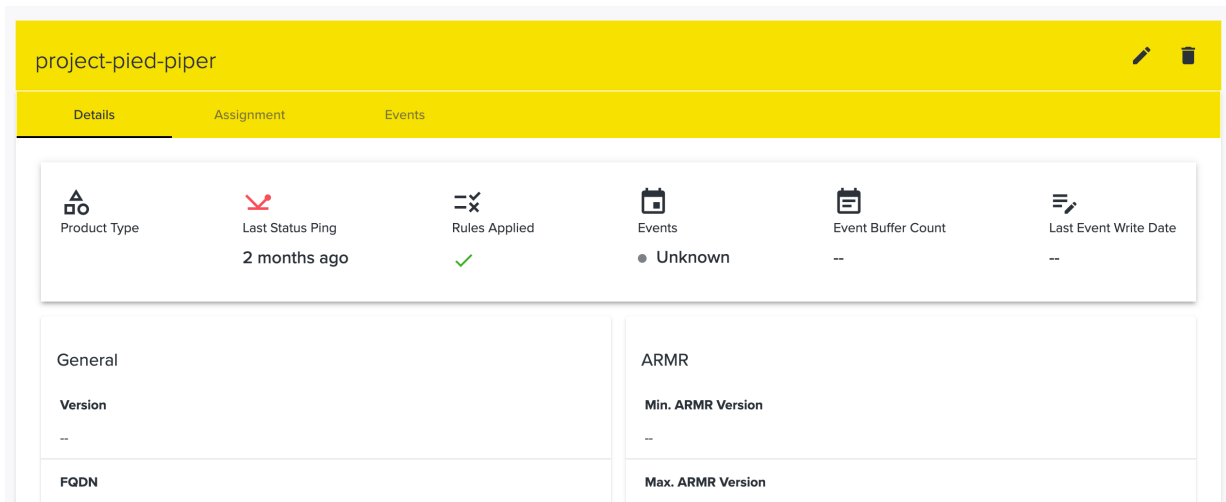 project-pied-piper
Details Assignment Events
Product Type Last Status Ping Rules Applied Events Event Buffer Count Last Event Write Date
2 months ago Unknown -- --
General ARMR
Version Min. ARMR Version
-- --
FQDN Max. ARMR Version